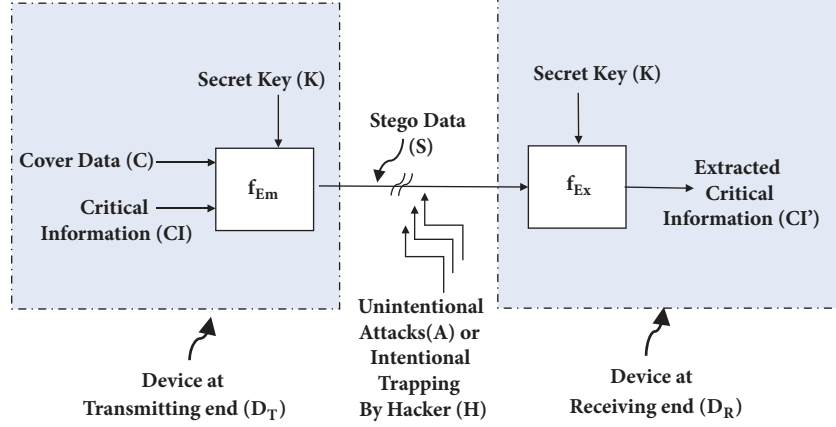 Secret Key (K)
Cover Data (C)
Critical
Information (CI)
f_Em
Stego Data
(S)
Secret Key (K)
f_Ex
Extracted
Critical
Information (CI’)
Unintentional
Attacks(A) or
Intentional
Trapping
By Hacker (H)
Device at
Transmitting end (D_T)
Device at
Receiving end (D_R)